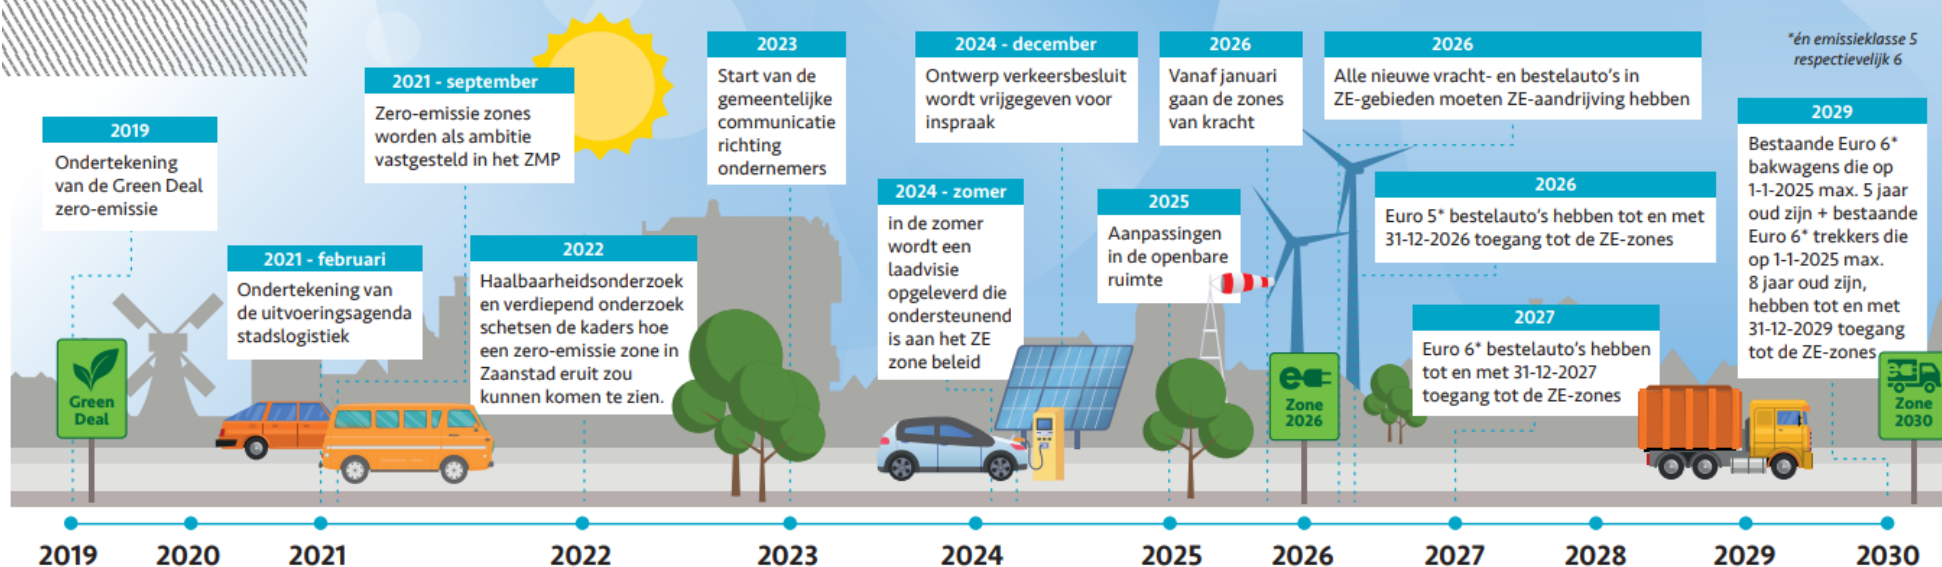 2019
Ondertekening
van de Green Deal
zero-emissie
2021 - februari
Ondertekening van
de uitvoeringsagenda
stadslogistiek
2021 - september
Zero-emissie zones
worden als ambitie
vastgesteld in het ZMP
2022
Haalbaarheidsonderzoek
en verdiepend onderzoek
schetsen de kaders hoe
een zero-emissie zone in
Zaanstad eruit zou
kunnen komen te zien.
2023
Start van de
gemeentelijke
communicatie
richting
ondernemers
2024 - zomer
in de zomer
wordt een
laadvisie
opgeleverd die
ondersteunend
is aan het ZE
zone beleid
2024 - december
Ontwerp verkeersbesluit
wordt vrijgegeven voor
inspraak
2025
Aanpassingen
in de openbare
ruimte
2026
Vanaf januari
gaan de zones
van kracht
2026
Alle nieuwe vracht- en bestelauto's in
ZE-gebieden moeten ZE-aandrijving hebben
2026
Euro 5* bestelauto's hebben tot en met
31-12-2026 toegang tot de ZE-zones
2027
Euro 6* bestelauto's hebben
tot en met 31-12-2027
toegang tot de ZE-zones
*én emissieklasse 5
respectievelijk 6
2029
Bestaande Euro 6*
bakwagens die op
1-1-2025 max. 5 jaar
oud zijn + bestaande
Euro 6* trekkers die
op 1-1-2025 max.
8 jaar oud zijn,
hebben tot en met
31-12-2029 toegang
tot de ZE-zones
Green
Deal
Zone
2026
Zone
2030
2019
2020
2021
2022
2023
2024
2025
2026
2027
2028
2029
2030